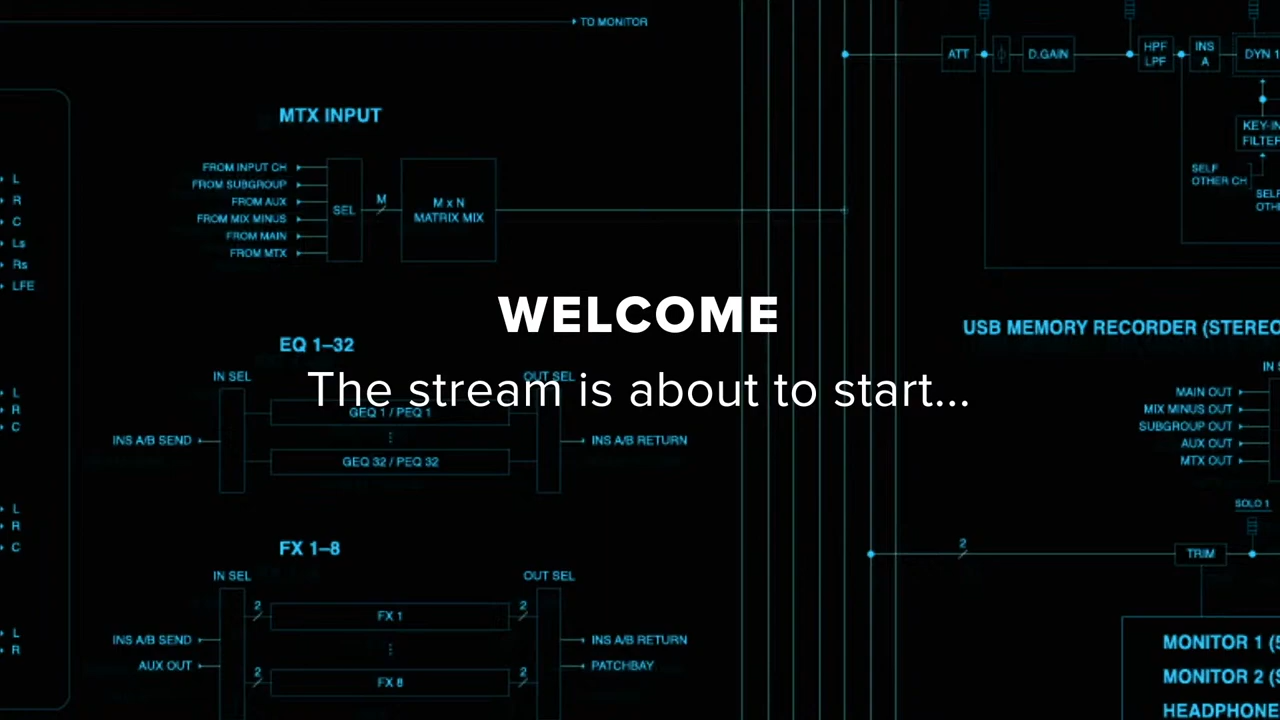 TO MONITOR
ATT
D.GAIN
HPF
LPF
INS
A
DYN 1
MTX INPUT
KEY-IN
FILTER
FROM INPUT CH
FROM SUBGROUP
FROM AUX
FROM MIX MINUS
FROM MAIN
FROM MTX
SEL
M
M x N
MATRIX MIX
SELF
OTHER CH
L
R
C
Ls
Rs
LFE
WELCOME
The stream is about to start...
USB MEMORY RECORDER (STEREO
EQ 1–32
IN SEL
OUT SEL
GEQ 1 / PEQ 1
INS A/B SEND
INS A/B RETURN
GEQ 32 / PEQ 32
L
R
C
MAIN OUT
MIX MINUS OUT
SUBGROUP OUT
AUX OUT
MTX OUT
SOLO 1
L
R
C
FX 1–8
2
TRIM
IN SEL
OUT SEL
2
FX 1
2
INS A/B SEND
INS A/B RETURN
AUX OUT
PATCHBAY
2
FX 8
2
L
R
MONITOR 1 (5
MONITOR 2 (S
HEADPHONE